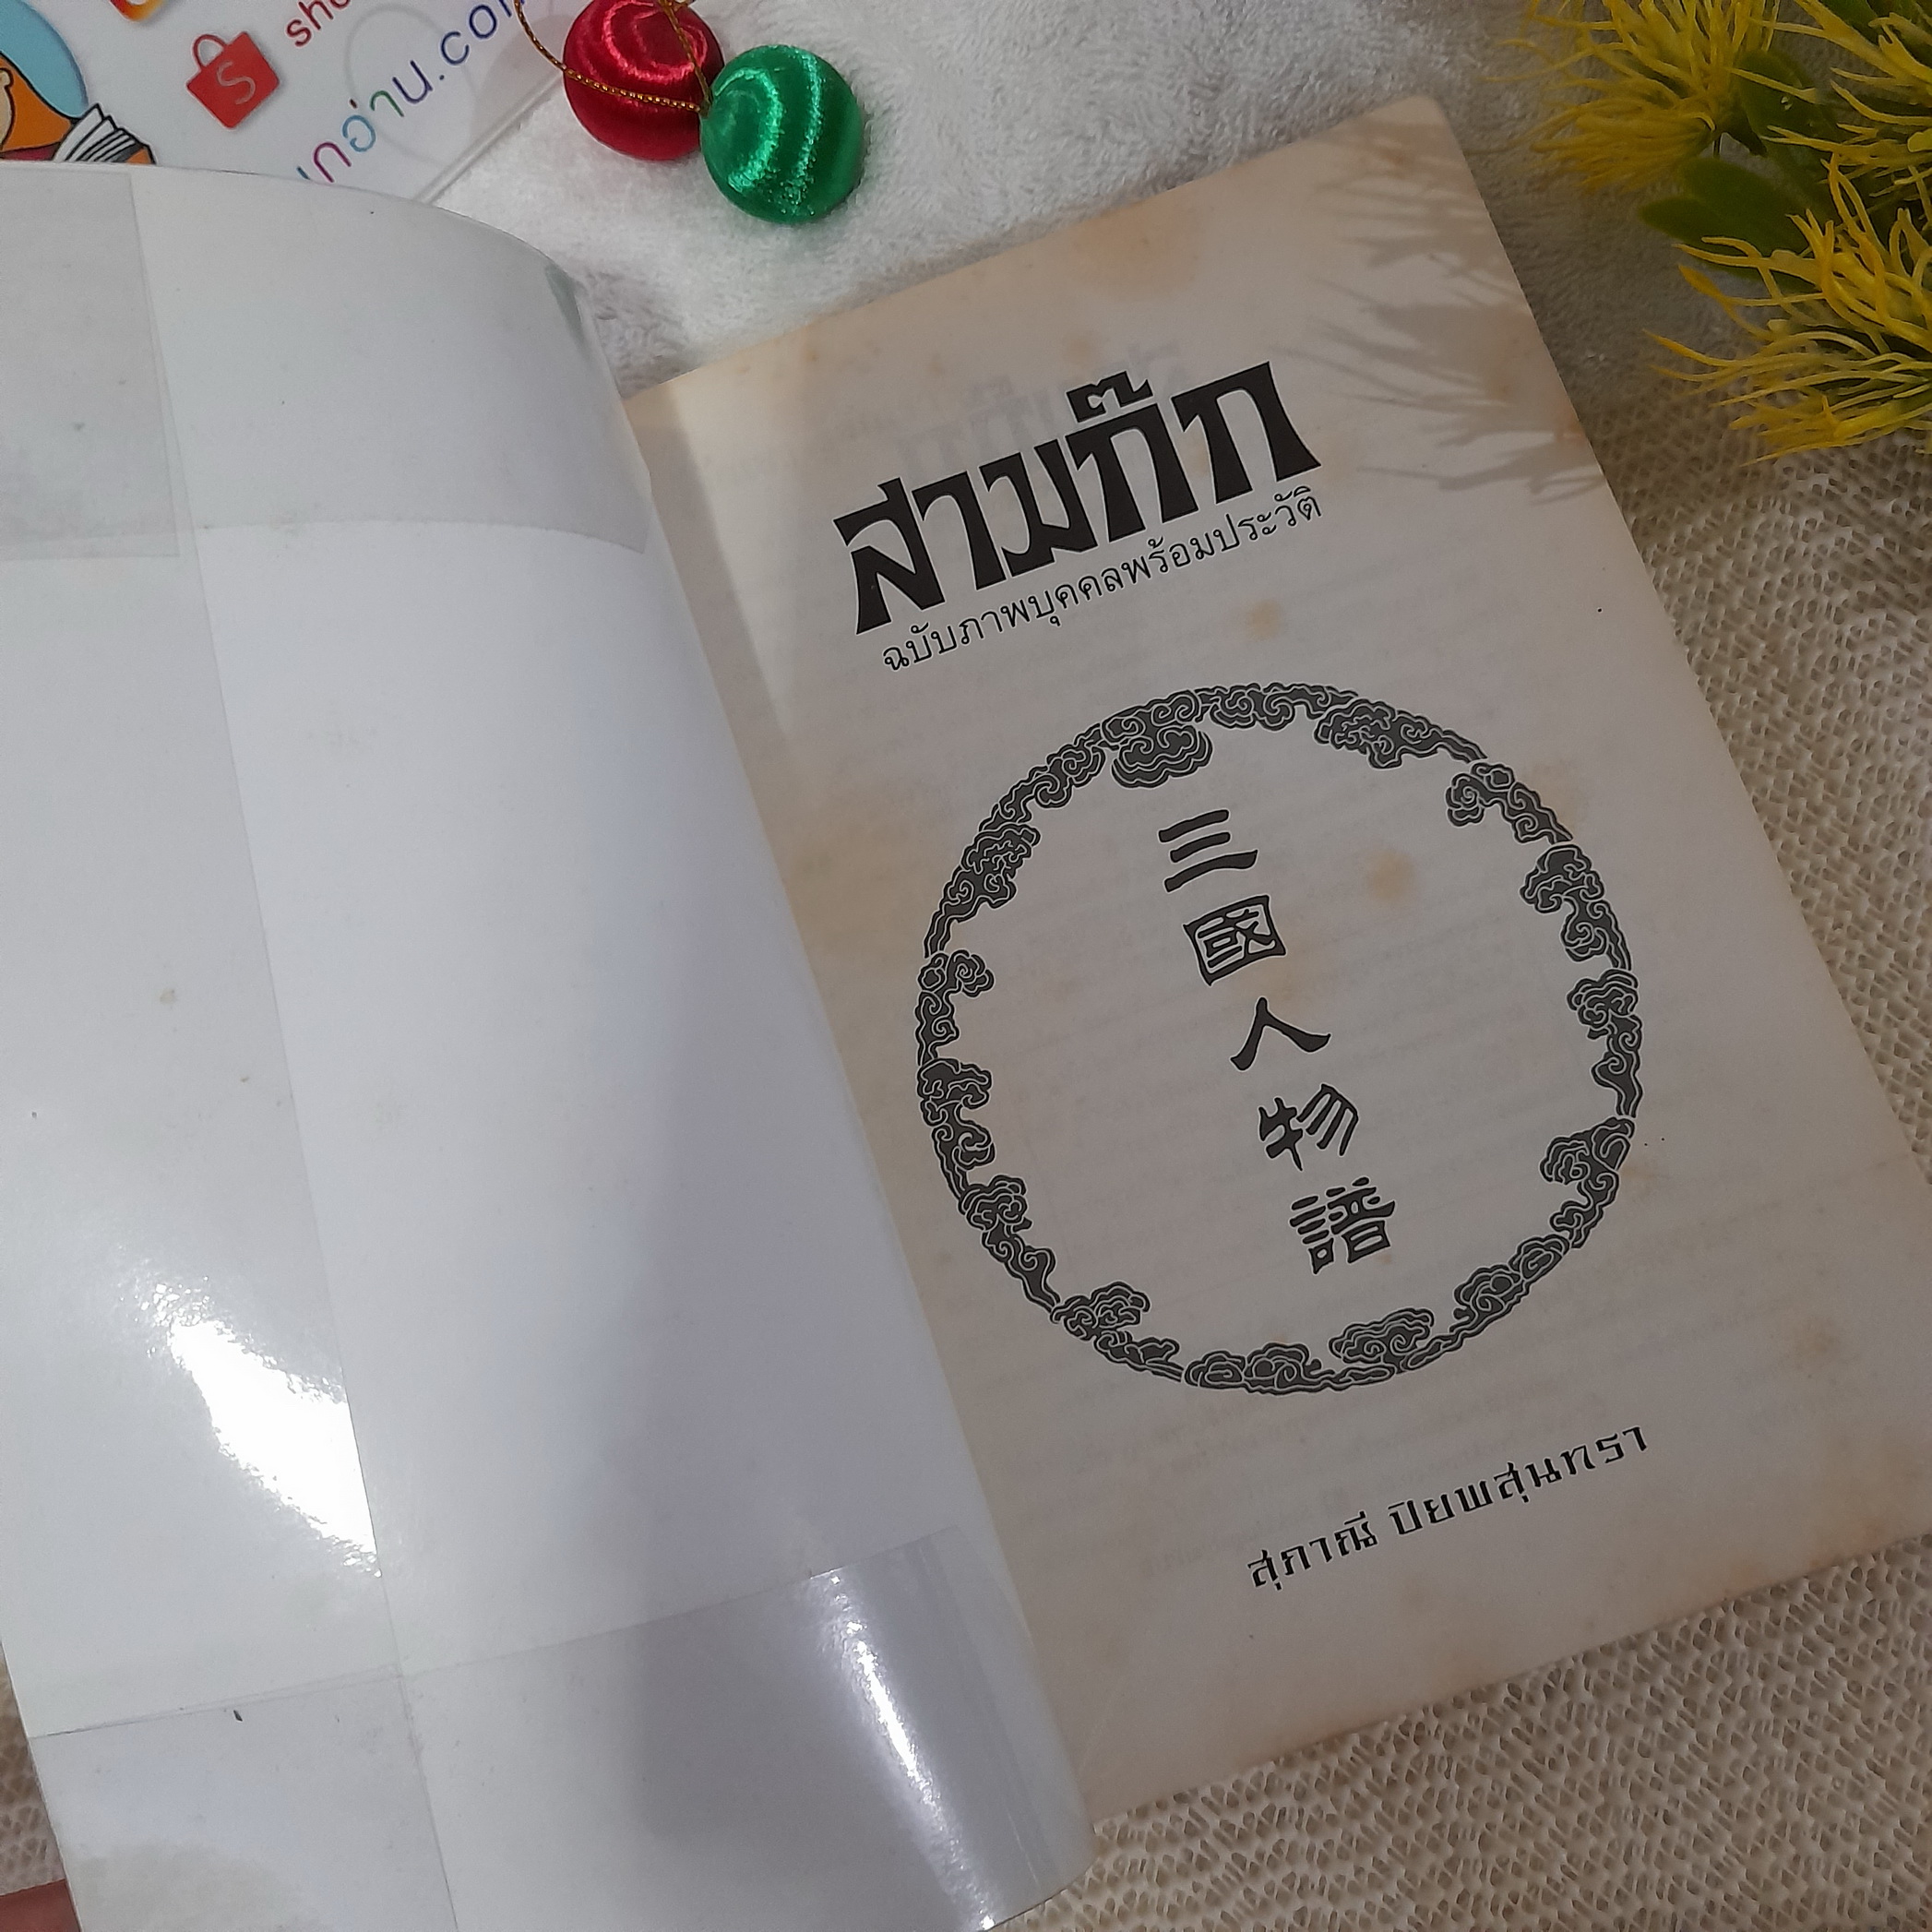 สามก๊ก
ฉบับภาพบุคคลพร้อมประวัติ
三國人物譜
สุภาณี ปิยพสุนทรา